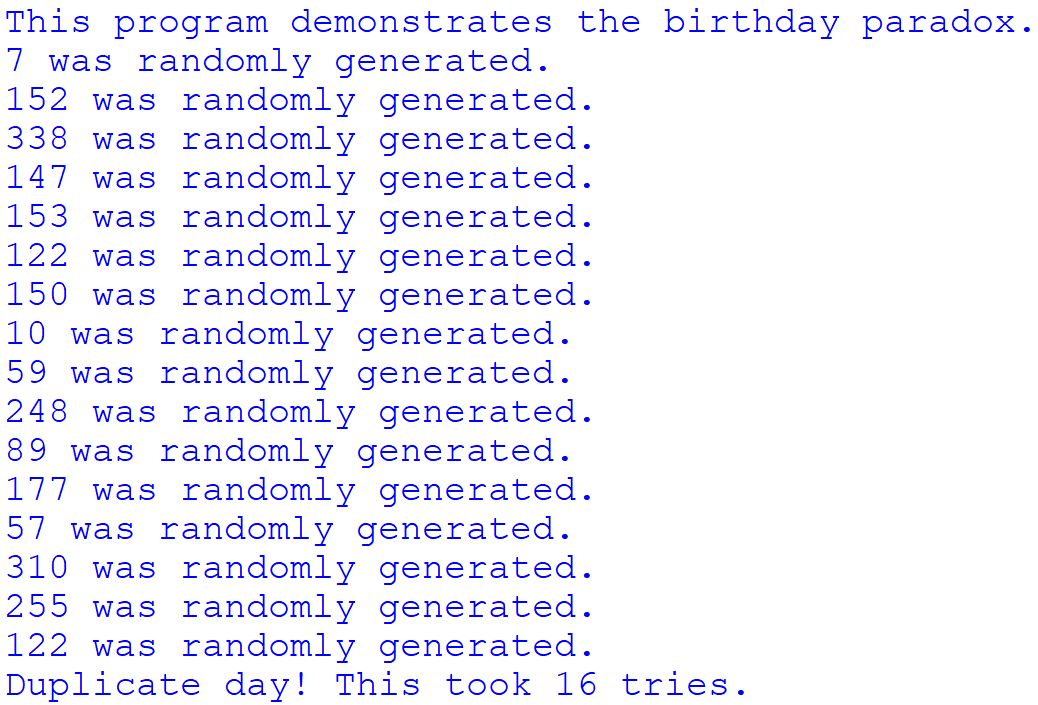 This program demonstrates the birthday paradox.
7 was randomly generated.
152 was randomly generated.
338 was randomly generated.
147 was randomly generated.
153 was randomly generated.
122 was randomly generated.
150 was randomly generated.
10 was randomly generated.
59 was randomly generated.
248 was randomly generated.
89 was randomly generated.
177 was randomly generated.
57 was randomly generated.
310 was randomly generated.
255 was randomly generated.
122 was randomly generated.
Duplicate day! This took 16 tries.